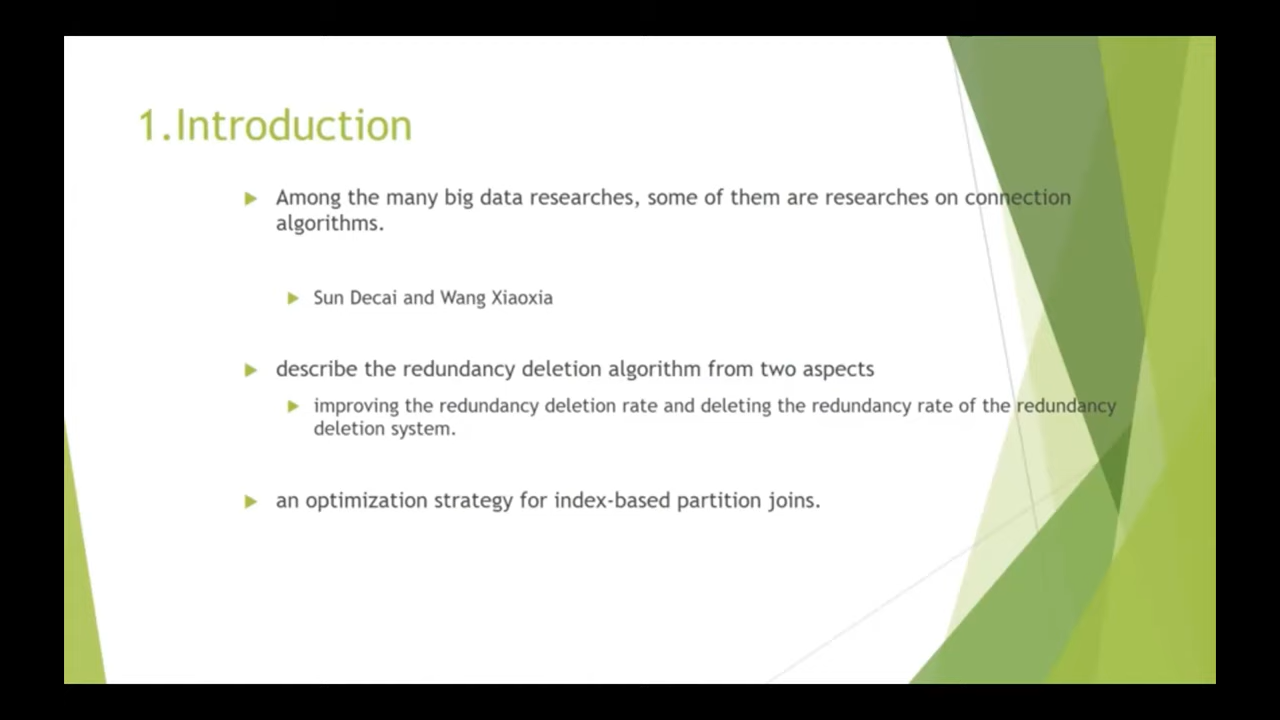 1.Introduction
Among the many big data researches, some of them are researches on connection
algorithms.
Sun Decai and Wang Xiaoxia
describe the redundancy deletion algorithm from two aspects
improving the redundancy deletion rate and deleting the redundancy rate of the redundancy
deletion system.
an optimization strategy for index-based partition joins.